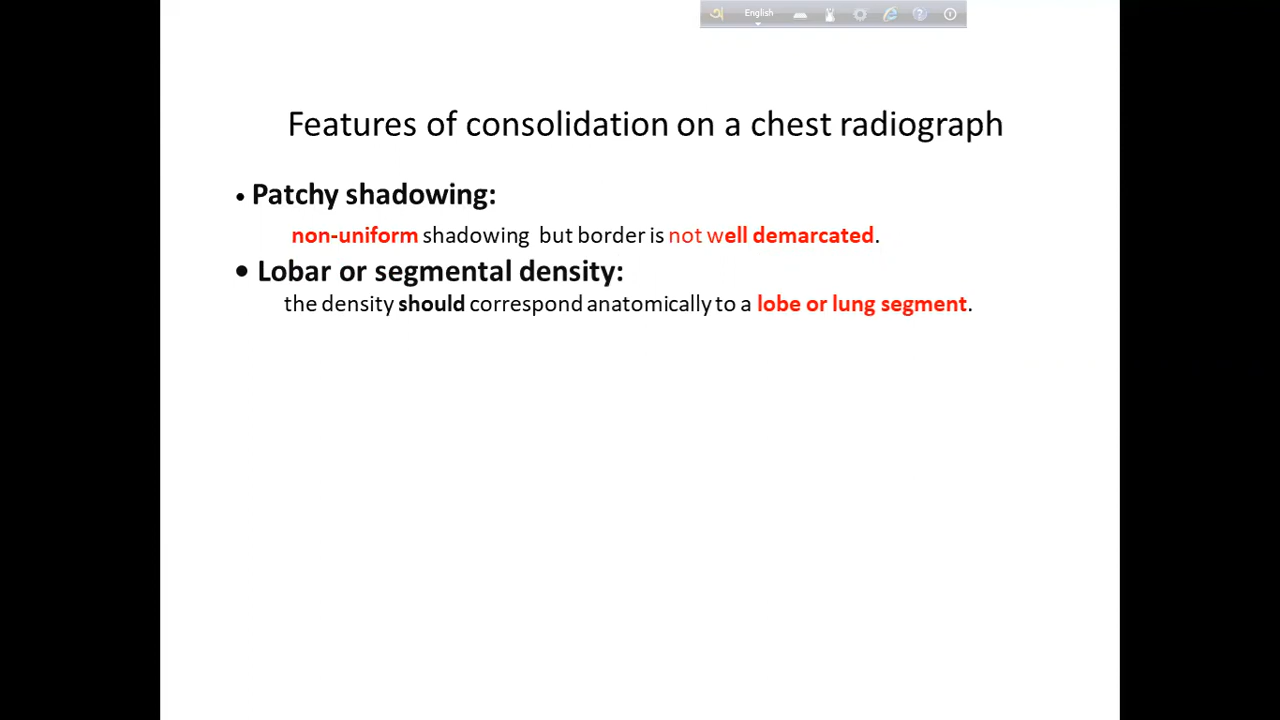 অ English
Features of consolidation on a chest radiograph
• Patchy shadowing:
non-uniform shadowing but border is not well demarcated.
• Lobar or segmental density:
the density should correspond anatomically to a lobe or lung segment.